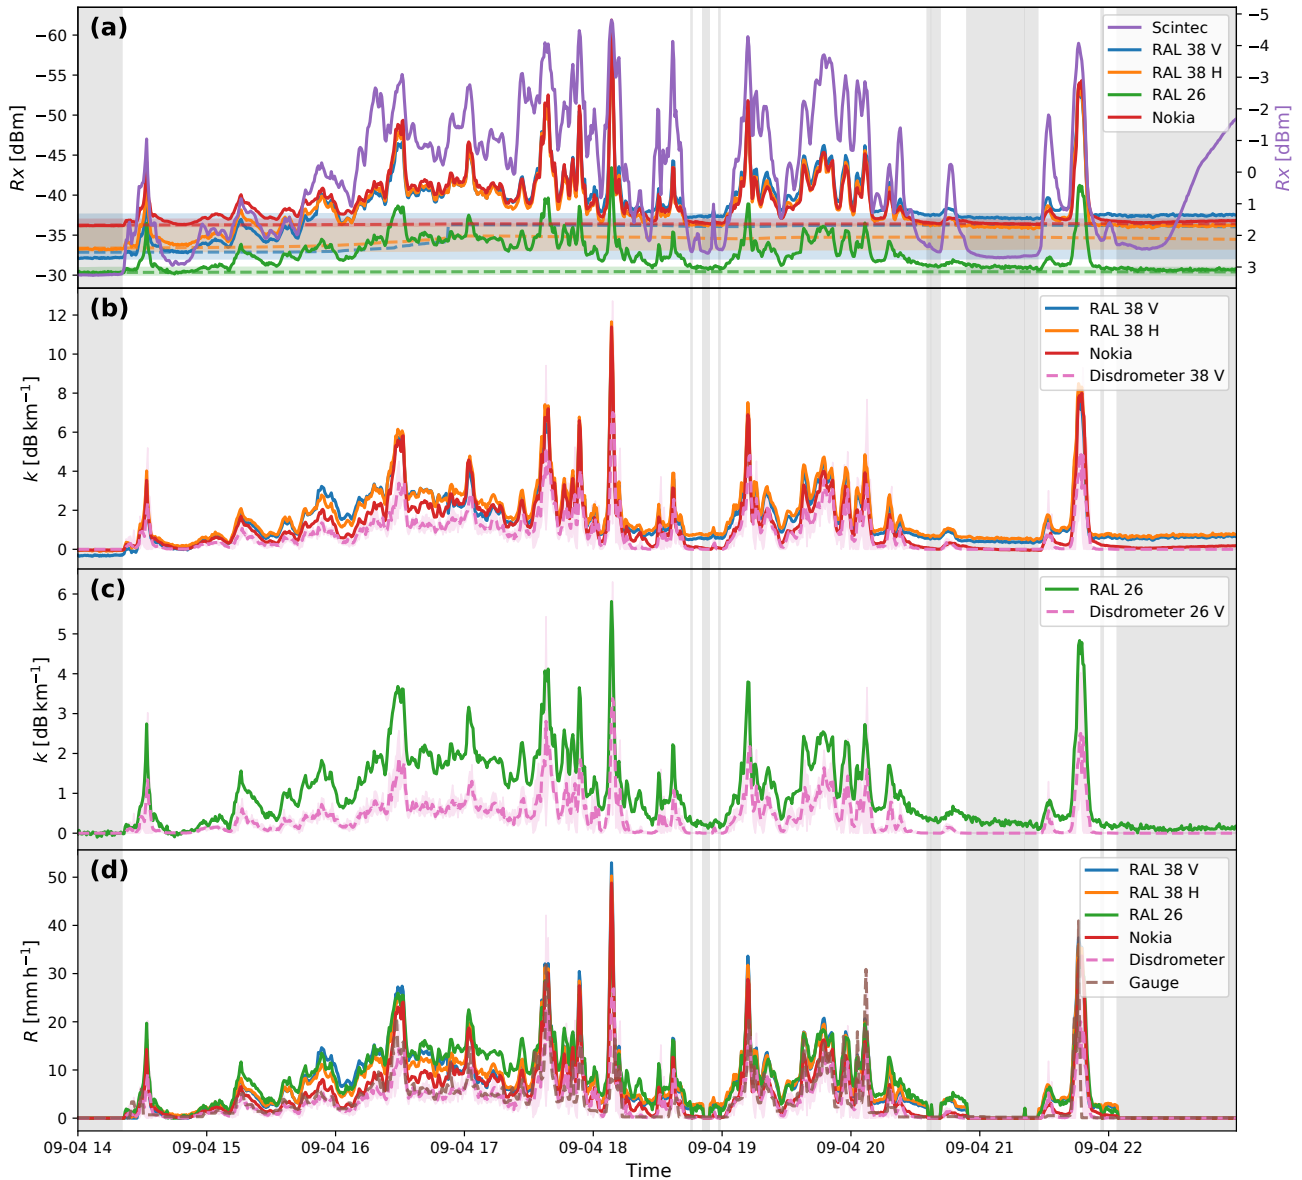 (a)
Rx [dBm]
−60
−55
−50
−45
−40
−35
−30
−5
−4
−3
−2
−1
0
1
2
3
Rx [dBm]
Scintec
RAL 38 V
RAL 38 H
RAL 26
Nokia
(b)
k [dB km⁻¹]
12
10
8
6
4
2
0
RAL 38 V
RAL 38 H
Nokia
Disdrometer 38 V
(c)
k [dB km⁻¹]
6
5
4
3
2
1
0
RAL 26
Disdrometer 26 V
(d)
R [mm h⁻¹]
50
40
30
20
10
0
RAL 38 V
RAL 38 H
RAL 26
Nokia
Disdrometer
Gauge
09-04 14 09-04 15 09-04 16 09-04 17 09-04 18 09-04 19 09-04 20 09-04 21 09-04 22
Time